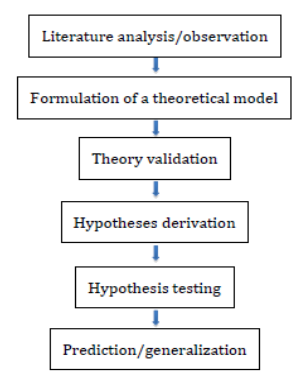 Literature analysis/observation
Formulation of a theoretical model
Theory validation
Hypotheses derivation
Hypothesis testing
Prediction/generalization